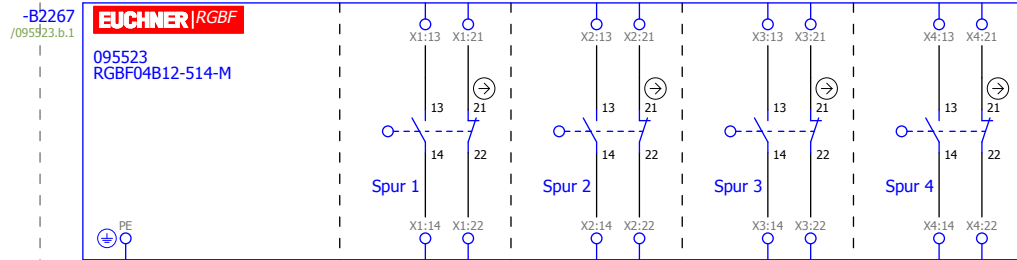 -B2267
/095523.b.1
EUCHNER RGBF
095523
RGBF04B12-514-M
X1:13 X1:21 X2:13 X2:21 X3:13 X3:21 X4:13 X4:21
13 21 13 21 13 21 13 21
14 22 14 22 14 22 14 22
Spur 1 Spur 2 Spur 3 Spur 4
PE X1:14 X1:22 X2:14 X2:22 X3:14 X3:22 X4:14 X4:22